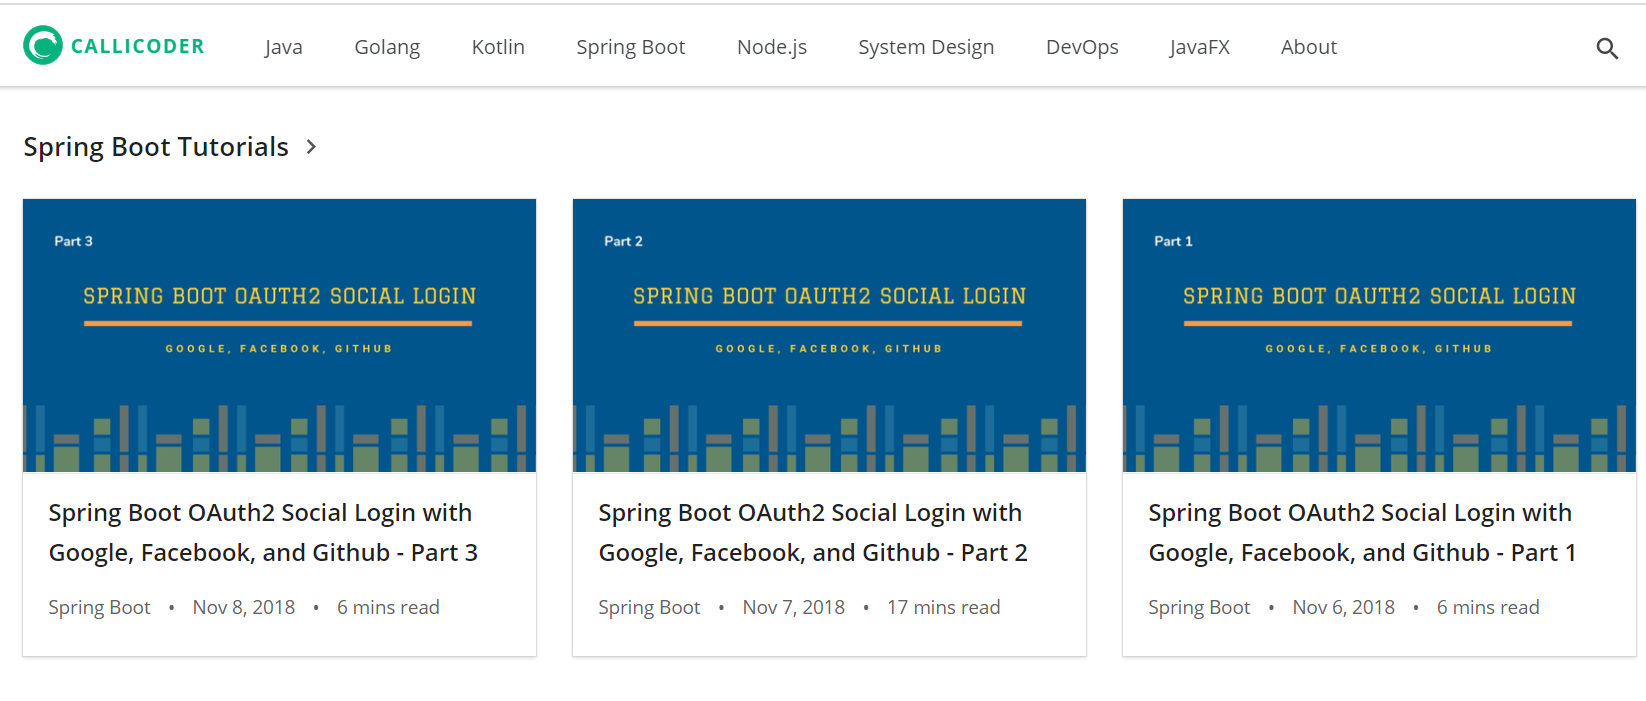 CALLICODER Java Golang Kotlin Spring Boot Node.js System Design DevOps JavaFX About
Spring Boot Tutorials
Part 3
SPRING BOOT OAUTH2 SOCIAL LOGIN
GOOGLE, FACEBOOK, GITHUB
Spring Boot OAuth2 Social Login with
Google, Facebook, and Github - Part 3
Spring Boot • Nov 8, 2018 • 6 mins read
Part 2
SPRING BOOT OAUTH2 SOCIAL LOGIN
GOOGLE, FACEBOOK, GITHUB
Spring Boot OAuth2 Social Login with
Google, Facebook, and Github - Part 2
Spring Boot • Nov 7, 2018 • 17 mins read
Part 1
SPRING BOOT OAUTH2 SOCIAL LOGIN
GOOGLE, FACEBOOK, GITHUB
Spring Boot OAuth2 Social Login with
Google, Facebook, and Github - Part 1
Spring Boot • Nov 6, 2018 • 6 mins read